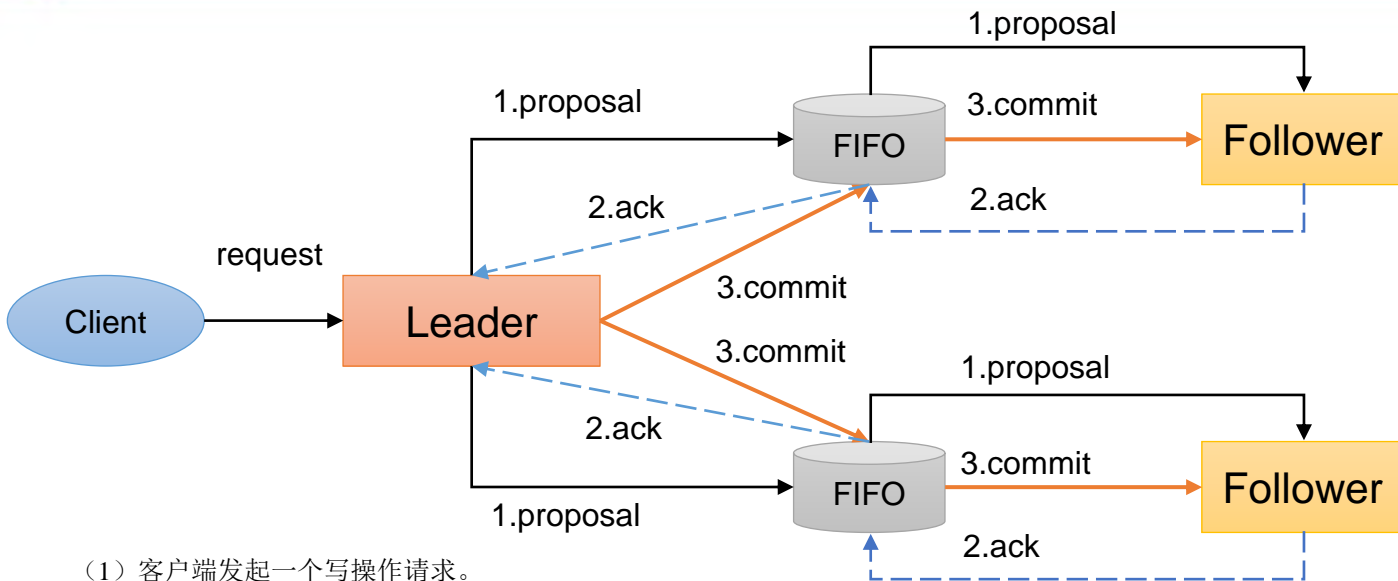 1.proposal
1.proposal
3.commit
FIFO
Follower
2.ack
2.ack
request
3.commit
Client
Leader
3.commit
1.proposal
2.ack
3.commit
FIFO
Follower
1.proposal
2.ack
（1）客户端发起一个写操作请求。